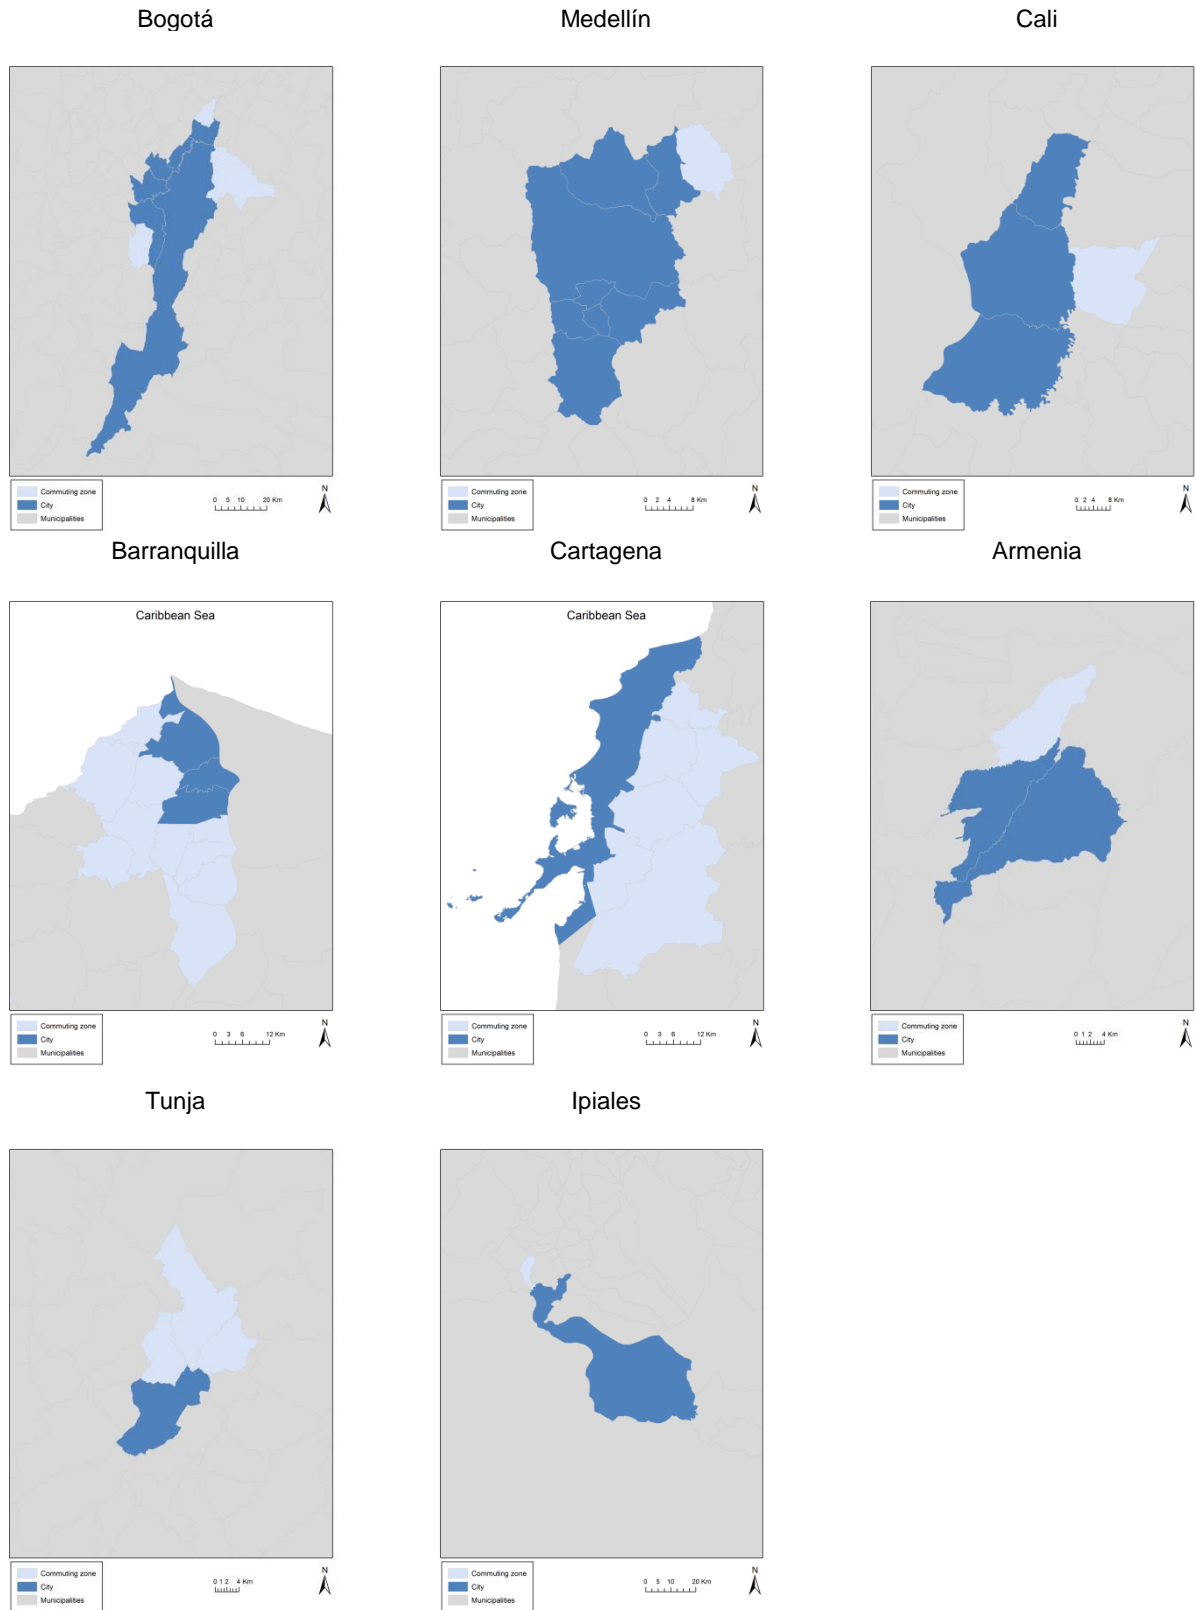 Bogotá
Medellín
Cali
Commuting zone
City
Municipalities
0 5 10 20 Km
N
Commuting zone
City
Municipalities
0 2 4 8 Km
N
Commuting zone
City
Municipalities
0 2 4 8 Km
N
Barranquilla
Cartagena
Armenia
Caribbean Sea
Caribbean Sea
Commuting zone
City
Municipalities
0 3 6 12 Km
N
Commuting zone
City
Municipalities
0 3 6 12 Km
N
Commuting zone
City
Municipalities
0 1 2 4 Km
N
Tunja
Ipiales
Commuting zone
City
Municipalities
0 1 2 4 Km
N
Commuting zone
City
Municipalities
0 5 10 20 Km
N